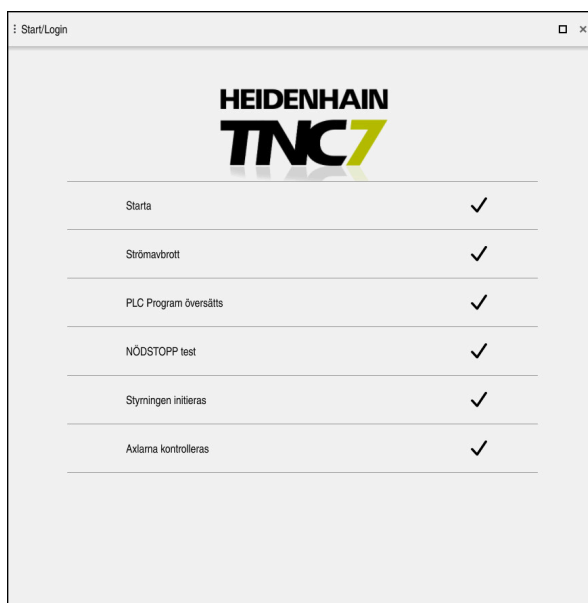 Start/Login
HEIDENHAIN
TNC7
Starta
Strömavbrott
PLC Program översätts
NÖDSTOPP test
Styrningen initieras
Axlarna kontrolleras